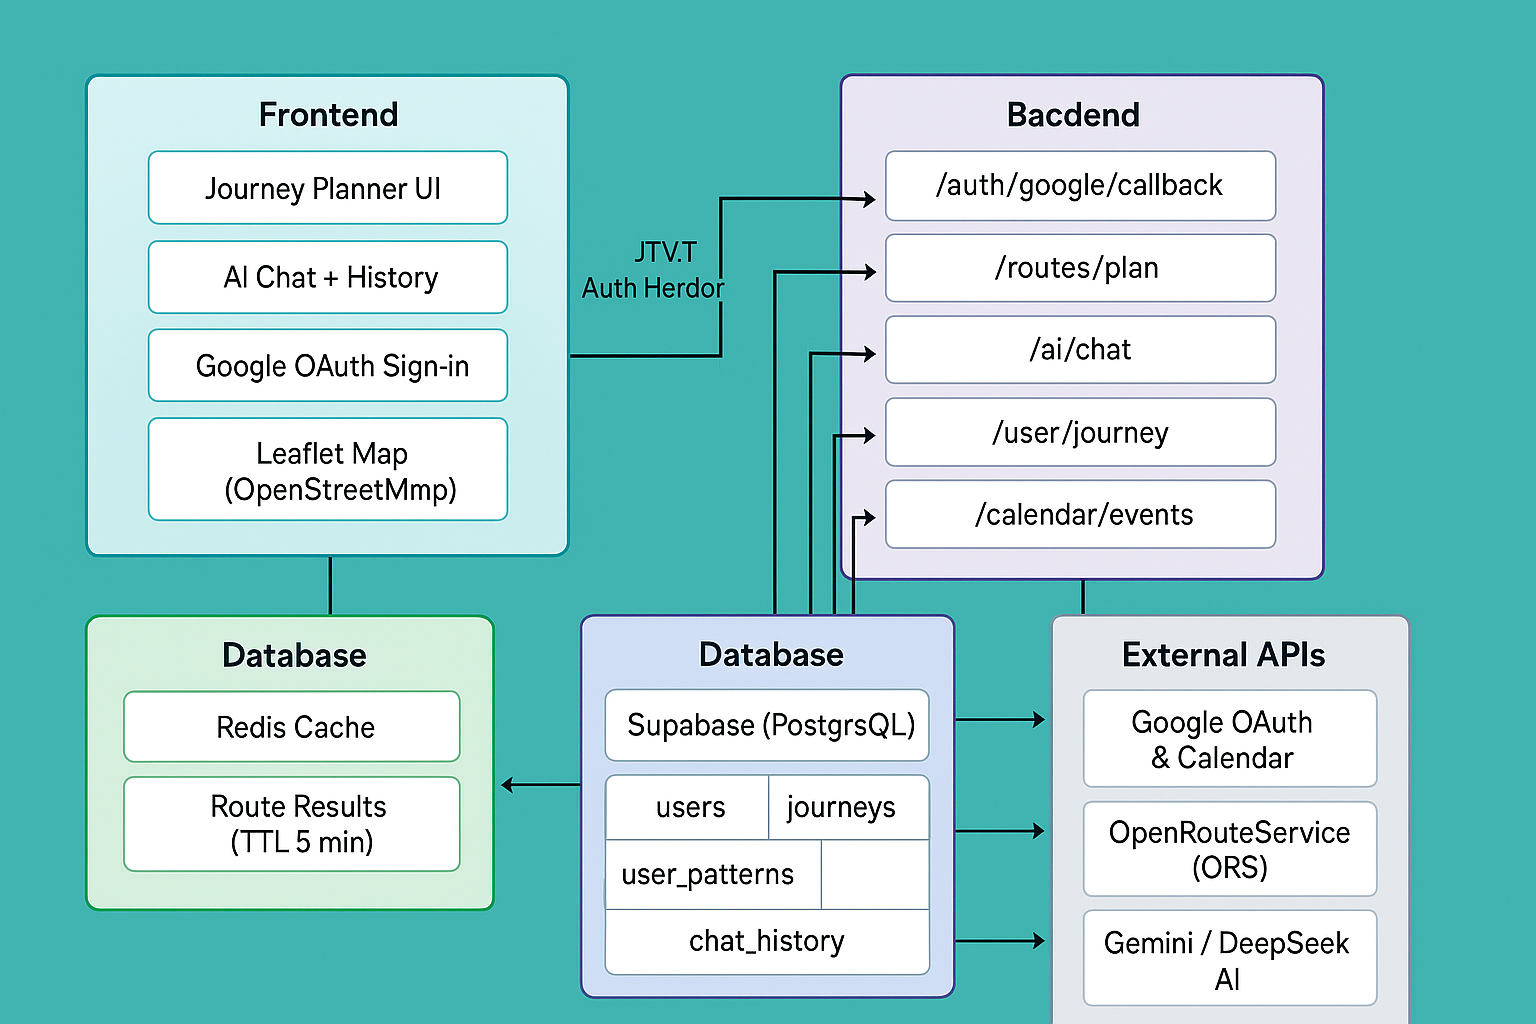 Frontend
Journey Planner UI
AI Chat + History
Google OAuth Sign-in
Leaflet Map
(OpenStreetMmp)
JTV.T
Auth Herdor
Bacdend
/auth/google/callback
/routes/plan
/ai/chat
/user/journey
/calendar/events
Database
Redis Cache
Route Results
(TTL 5 min)
Database
Supabase (PostgrsQL)
users
journeys
user_patterns
chat_history
External APIs
Google OAuth
& Calendar
OpenRouteService
(ORS)
Gemini / DeepSeek
AI